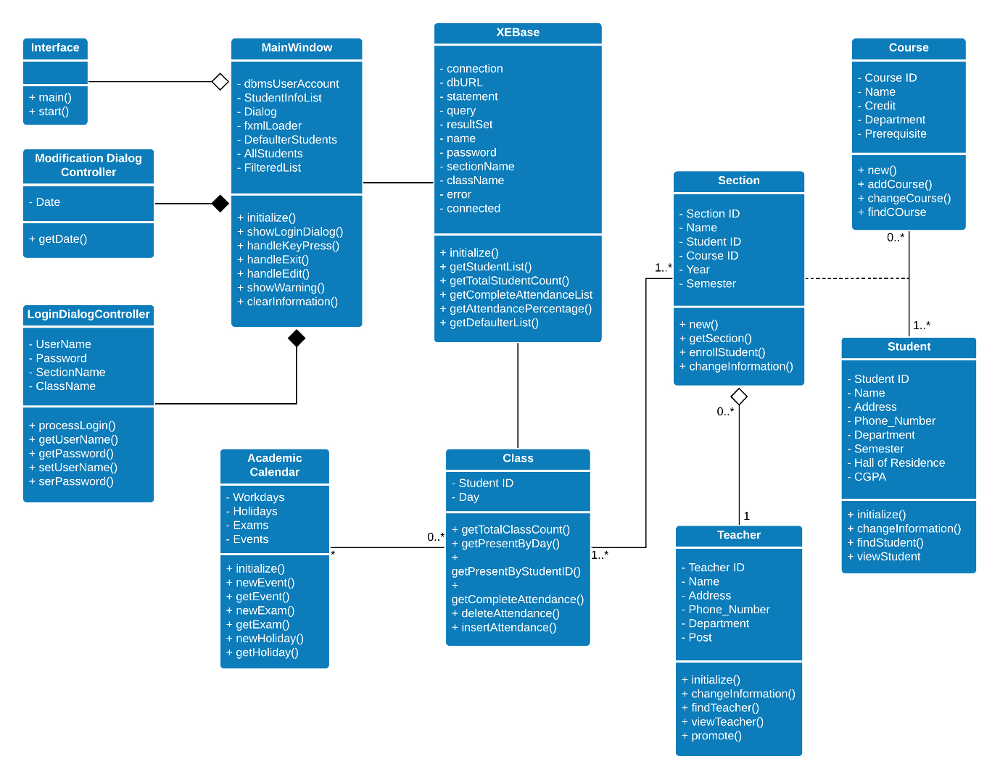 Interface
+ main()
+ start()
Modification Dialog
Controller
- Date
+ getDate()
LoginDialogController
- UserName
- Password
- SectionName
- ClassName
+ processLogin()
+ getUserName()
+ getPassword()
+ setUserName()
+ serPassword()
MainWindow
- dbmsUserAccount
- StudentInfoList
- Dialog
- fxmlLoader
- DefaulterStudents
- AllStudents
- FilteredList
+ initialize()
+ showLoginDialog()
+ handleKeyPress()
+ handleExit()
+ handleEdit()
+ showWarning()
+ clearInformation()
Academic
Calendar
- Workdays
- Holidays
- Exams
- Events
+ initialize()
+ newEvent()
+ getEvent()
+ newExam()
+ getExam()
+ newHoliday()
+ getHoliday()
*
0..*
XEBase
- connection
- dbURL
- statement
- query
- resultSet
- name
- password
- sectionName
- className
- error
- connected
+ initialize()
+ getStudentList()
+ getTotalStudentCount()
+ getCompleteAttendanceList
+ getAttendancePercentage()
+ getDefaulterList()
Class
- Student ID
- Day
+ getTotalClassCount()
+ getPresentByDay()
+
getPresentByStudentID()
+
getCompleteAttendance()
+ deleteAttendance()
+ insertAttendance()
1..*
1..*
Section
- Section ID
- Name
- Student ID
- Course ID
- Year
- Semester
+ new()
+ getSection()
+ enrollStudent()
+ changeInformation()
0..*
1
Teacher
- Teacher ID
- Name
- Address
- Phone_Number
- Department
- Post
+ initialize()
+ changeInformation()
+ findTeacher()
+ viewTeacher()
+ promote()
Course
- Course ID
- Name
- Credit
- Department
- Prerequisite
+ new()
+ addCourse()
+ changeCourse()
+ findCOurse
0..*
1..*
Student
- Student ID
- Name
- Address
- Phone_Number
- Department
- Semester
- Hall of Residence
- CGPA
+ initialize()
+ changeInformation()
+ findStudent()
+ viewStudent